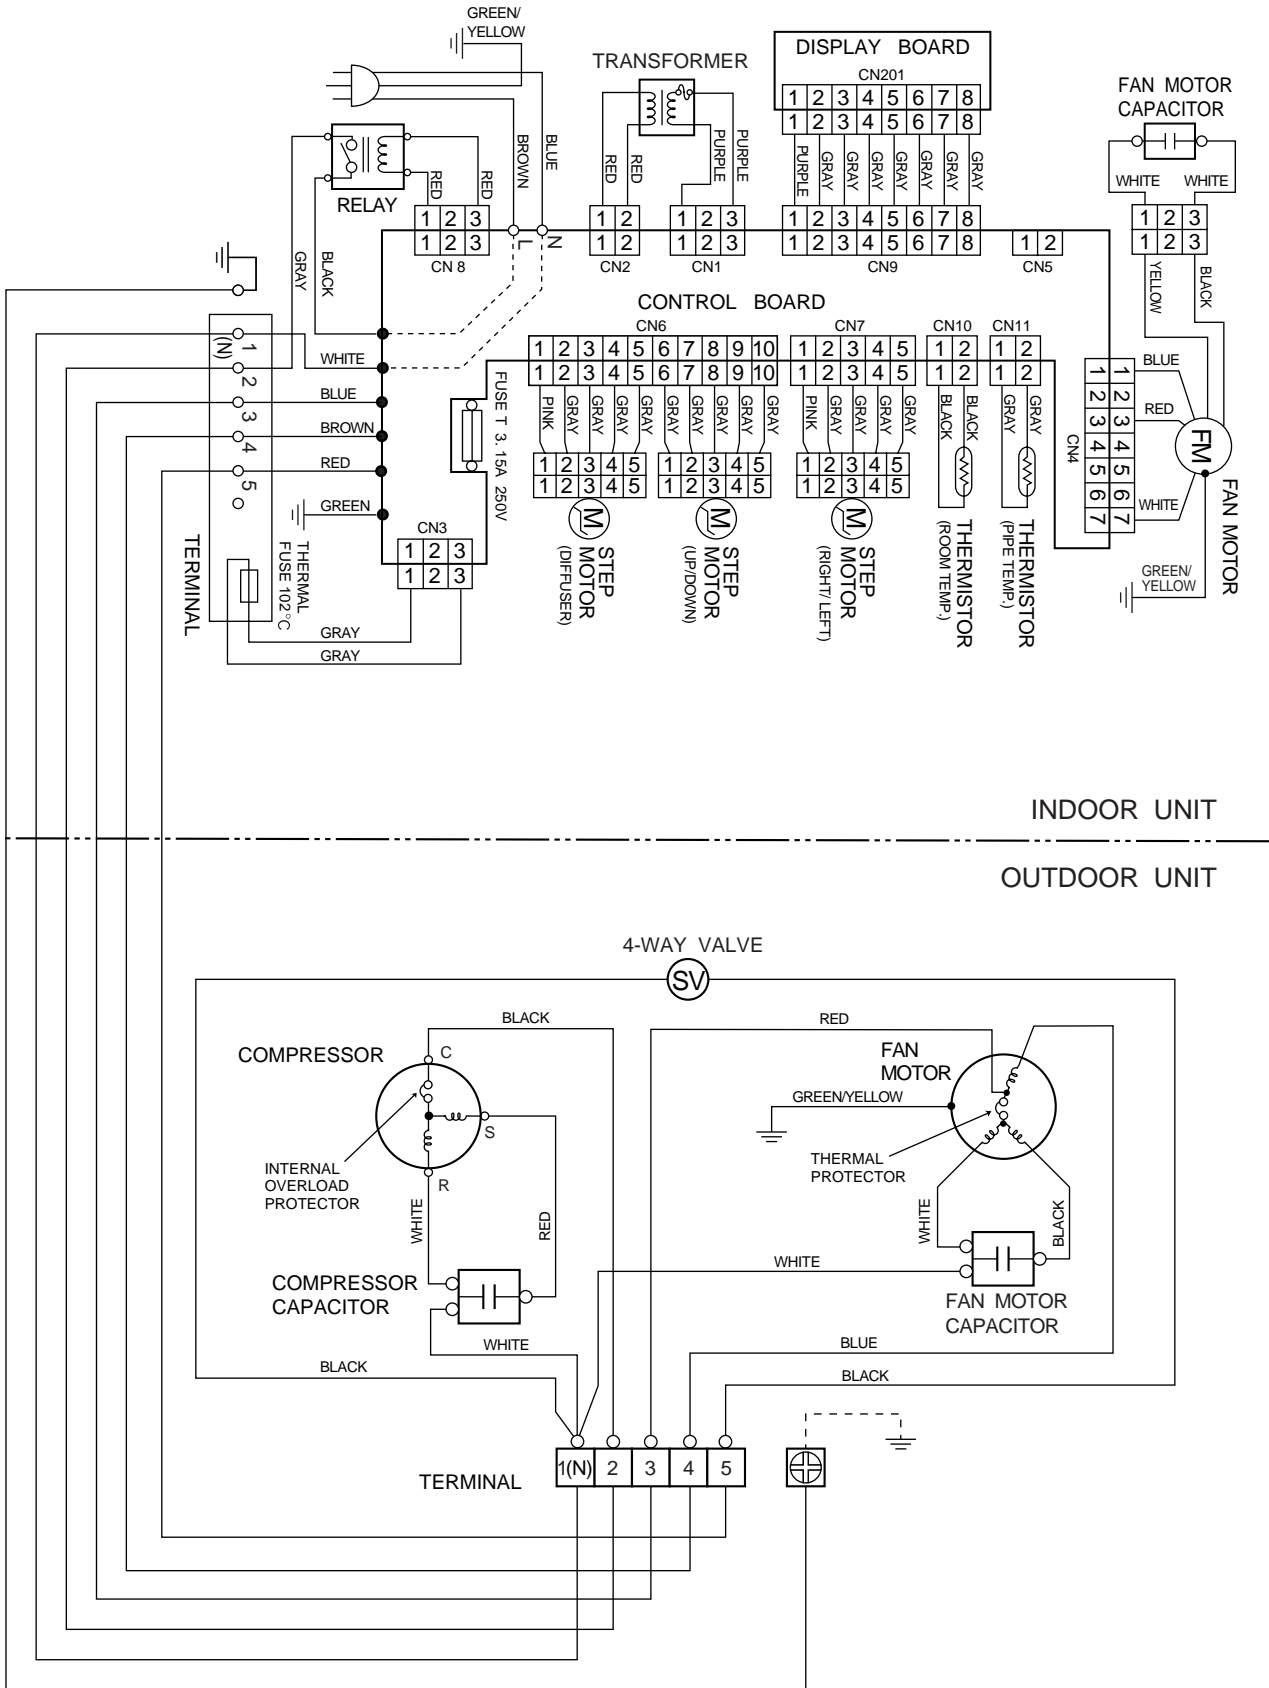 GREEN/
YELLOW
TRANSFORMER
DISPLAY BOARD
CN201
1 2 3 4 5 6 7 8
1 2 3 4 5 6 7 8
FAN MOTOR
CAPACITOR
BROWN
BLUE
RED
RED
PURPLE
PURPLE
PURPLE
GRAY
GRAY
GRAY
GRAY
GRAY
GRAY
GRAY
WHITE
WHITE
RED
RED
RELAY
1 2 3
1 2 3
CN 8
L
N
1 2
1 2
CN2
1 2 3
1 2 3
CN1
1 2 3 4 5 6 7 8
1 2 3 4 5 6 7 8
CN9
1 2
CN5
1 2 3
1 2 3
GRAY
BLACK
YELLOW
BLACK
CONTROL BOARD
CN6
1 2 3 4 5 6 7 8 9 10
1 2 3 4 5 6 7 8 9 10
CN7
1 2 3 4 5
1 2 3 4 5
CN10
1 2
1 2
CN11
1 2
1 2
1
(N)
2
3
4
5
WHITE
BLUE
BROWN
RED
GREEN
FUSE T 3.15A 250V
PINK
GRAY
GRAY
GRAY
GRAY
GRAY
GRAY
GRAY
GRAY
PINK
GRAY
GRAY
GRAY
GRAY
BLACK
BLACK
GRAY
GRAY
1 2 3 4 5 6 7
1 2 3 4 5 6 7
CN4
BLUE
RED
WHITE
FM
FAN MOTOR
GREEN/
YELLOW
1 2 3 4 5
1 2 3 4 5
M
STEP
MOTOR
(DIFFUSER)
1 2 3 4 5
1 2 3 4 5
M
STEP
MOTOR
(UP/DOWN)
1 2 3 4 5
1 2 3 4 5
M
STEP
MOTOR
(RIGHT/ LEFT)
THERMISTOR
(ROOM TEMP.)
THERMISTOR
(PIPE TEMP.)
CN3
1 2 3
1 2 3
TERMINAL
THERMAL
FUSE 102°C
GRAY
GRAY
INDOOR UNIT
OUTDOOR UNIT
4-WAY VALVE
SV
BLACK
RED
COMPRESSOR
C
S
R
FAN
MOTOR
GREEN/YELLOW
INTERNAL
OVERLOAD
PROTECTOR
THERMAL
PROTECTOR
WHITE
RED
WHITE
BLACK
WHITE
COMPRESSOR
CAPACITOR
FAN MOTOR
CAPACITOR
WHITE
BLUE
BLACK
BLACK
TERMINAL
1(N) 2 3 4 5